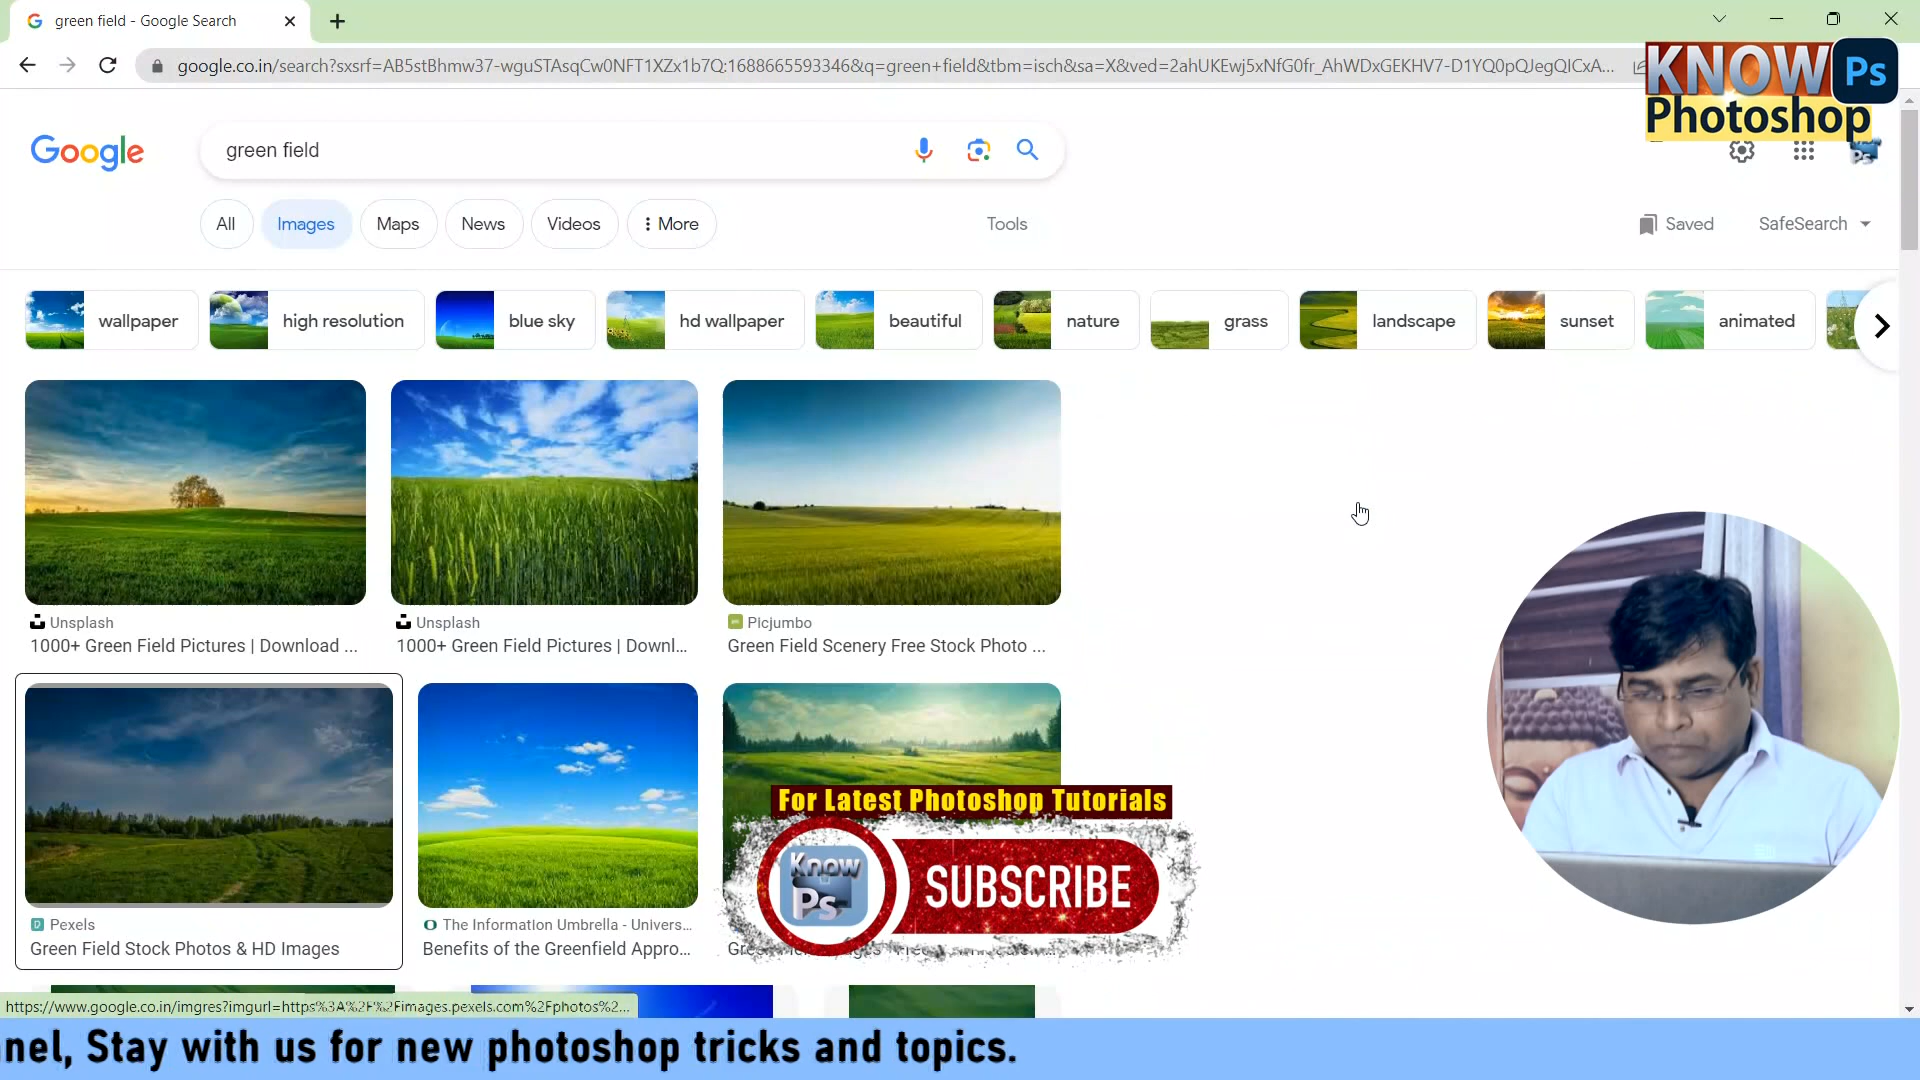 green field - Google Search
google.co.in/search?sxsrf=AB5stBhmw37-wguSTAsqCw0NFT1XZx1b7Q:1688665593346&q=green+field&tbm=isch&sa=X&ved=2ahUKEwj5xNfG0fr_AhWDxGEKHV7-D1YQ0pQJegQICxA...
KNOW Ps
Photoshop
Google
green field
Ps
All Images Maps News Videos More Tools Saved SafeSearch
wallpaper high resolution blue sky hd wallpaper beautiful nature grass landscape sunset animated
Unsplash
1000+ Green Field Pictures | Download ...
Unsplash
1000+ Green Field Pictures | Downl...
Picjumbo
Green Field Scenery Free Stock Photo ...
Pexels
Green Field Stock Photos & HD Images
The Information Umbrella - Univers...
Benefits of the Greenfield Appro...
For Latest Photoshop Tutorials
Know
Ps
SUBSCRIBE
https://www.google.co.in/imgres?imgurl=https%3A%2F%2Fimages.pexels.com%2Fphotos%2...
nnel, Stay with us for new photoshop tricks and topics.